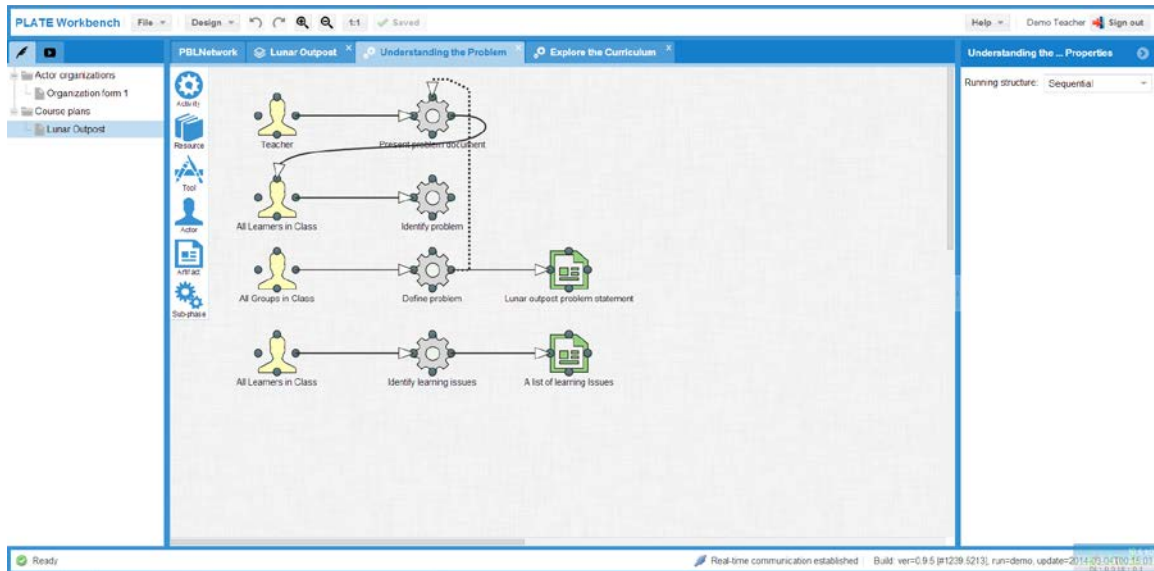 PLATE Workbench File Design 1:1 Saved Help Demo Teacher Sign out
PBLNetwork Lunar Outpost × Understanding the Problem × Explore the Curriculum × Understanding the ... Properties
Actor organizations
Organization form 1
Course plans
Lunar Outpost
Activity
Resource
Tool
Actor
Artifact
Sub-phase
Teacher Present problem document
All Learners in Class Identify problem
All Groups in Class Define problem Lunar outpost problem statement
All Learners in Class Identify learning issues A list of learning Issues
Running structure: Sequential
Ready Real-time communication established Build: ver=0.9.5 [#1239.5213], run=demo, update=2014-03-04